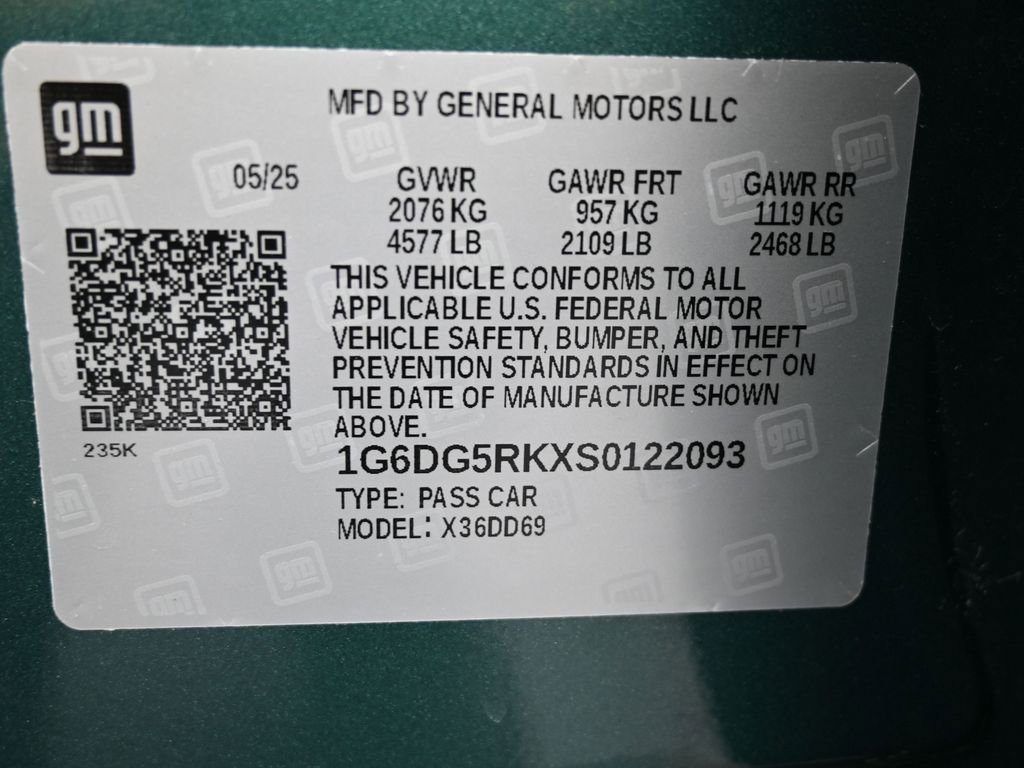 gm
MFD BY GENERAL MOTORS LLC
05/25
GVWR GAWR FRT GAWR RR
2076 KG 957 KG 1119 KG
4577 LB 2109 LB 2468 LB
THIS VEHICLE CONFORMS TO ALL
APPLICABLE U.S. FEDERAL MOTOR
VEHICLE SAFETY, BUMPER, AND THEFT
PREVENTION STANDARDS IN EFFECT ON
THE DATE OF MANUFACTURE SHOWN
ABOVE.
235K
1G6DG5RKXS0122093
TYPE: PASS CAR
MODEL: X36DD69